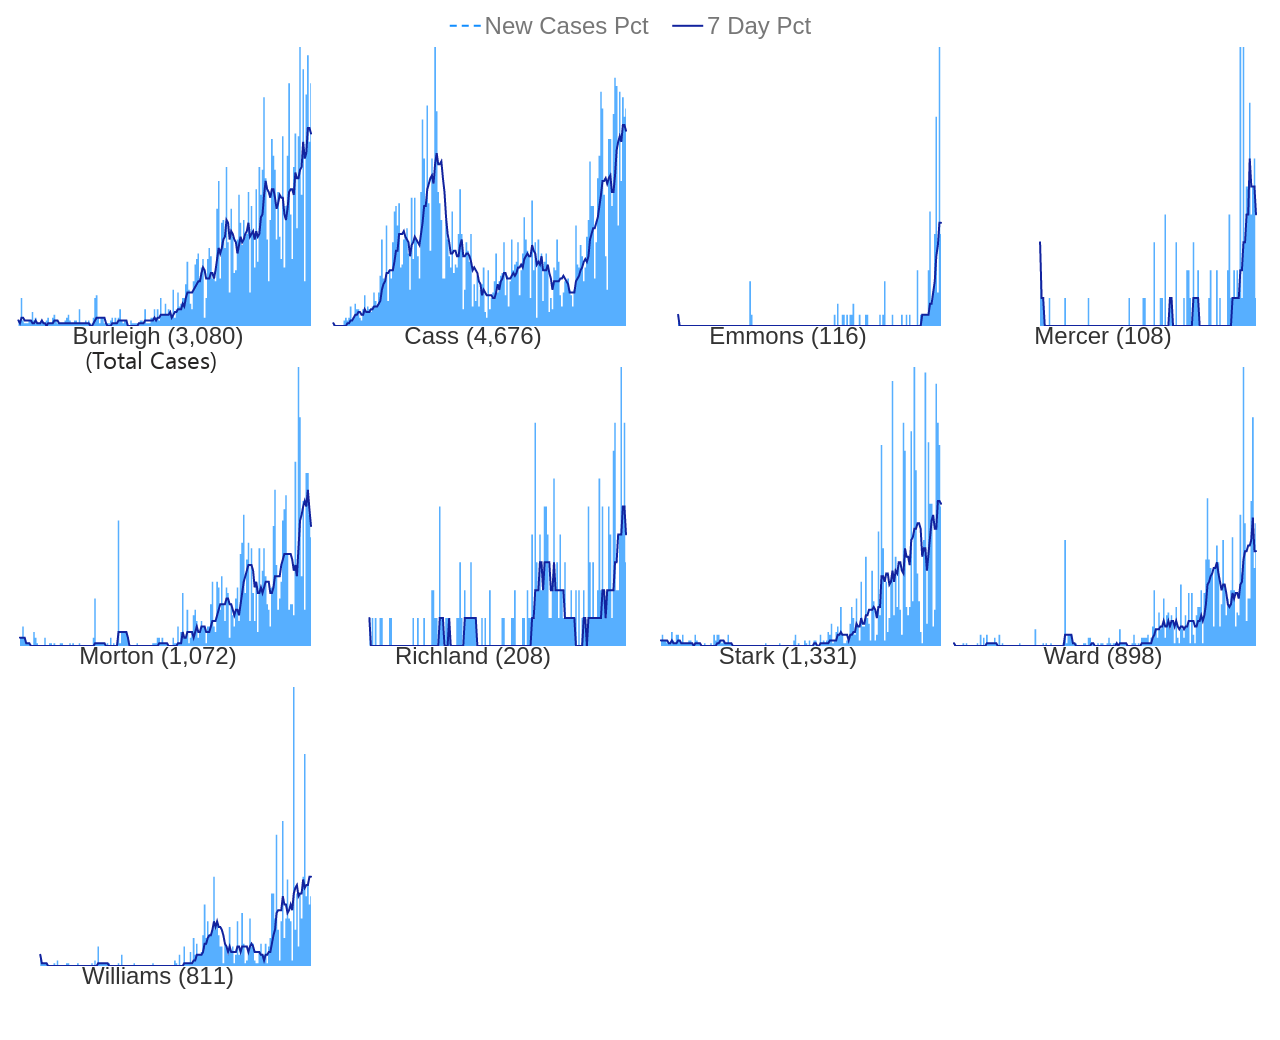 New Cases Pct 7 Day Pct
Burleigh (3,080) Cass (4,676) Emmons (116) Mercer (108)
(Total Cases)
Morton (1,072) Richland (208) Stark (1,331) Ward (898)
Williams (811)